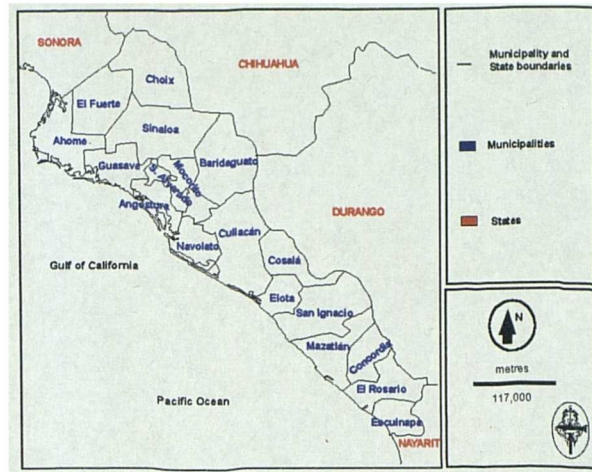 SONORA
CHIHUAHUA
Choix
El Fuerte
Sinaloa
Ahome
Guasave
Baridaguato
Mocorito
S. Alvarado
Angostura
DURANGO
Culiacán
Navolato
Cosalá
Gulf of California
Elota
San Ignacio
Mazatlán
Concordia
El Rosario
Pacific Ocean
Escuinapa
NAYARIT
Municipality and
State boundaries
Municipalities
States
N
metres
117,000